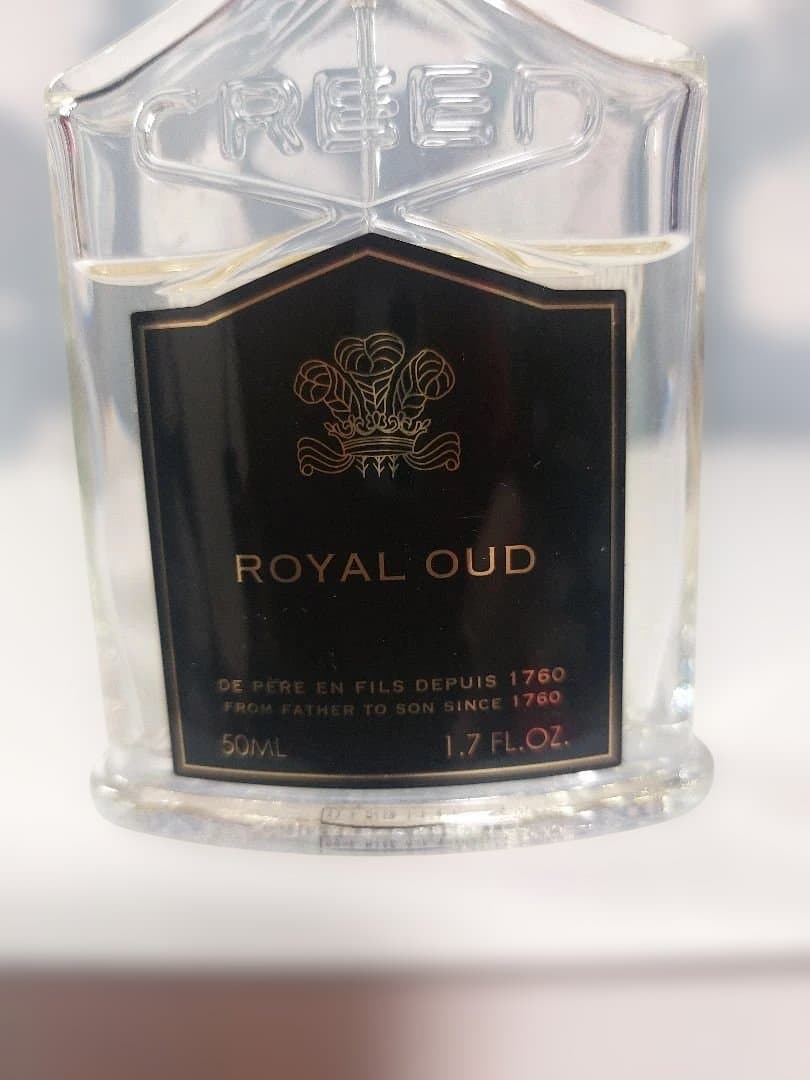 CREED
ROYAL OUD
DE PÈRE EN FILS DEPUIS 1760
FROM FATHER TO SON SINCE 1760
50ML 1.7 FL.OZ.